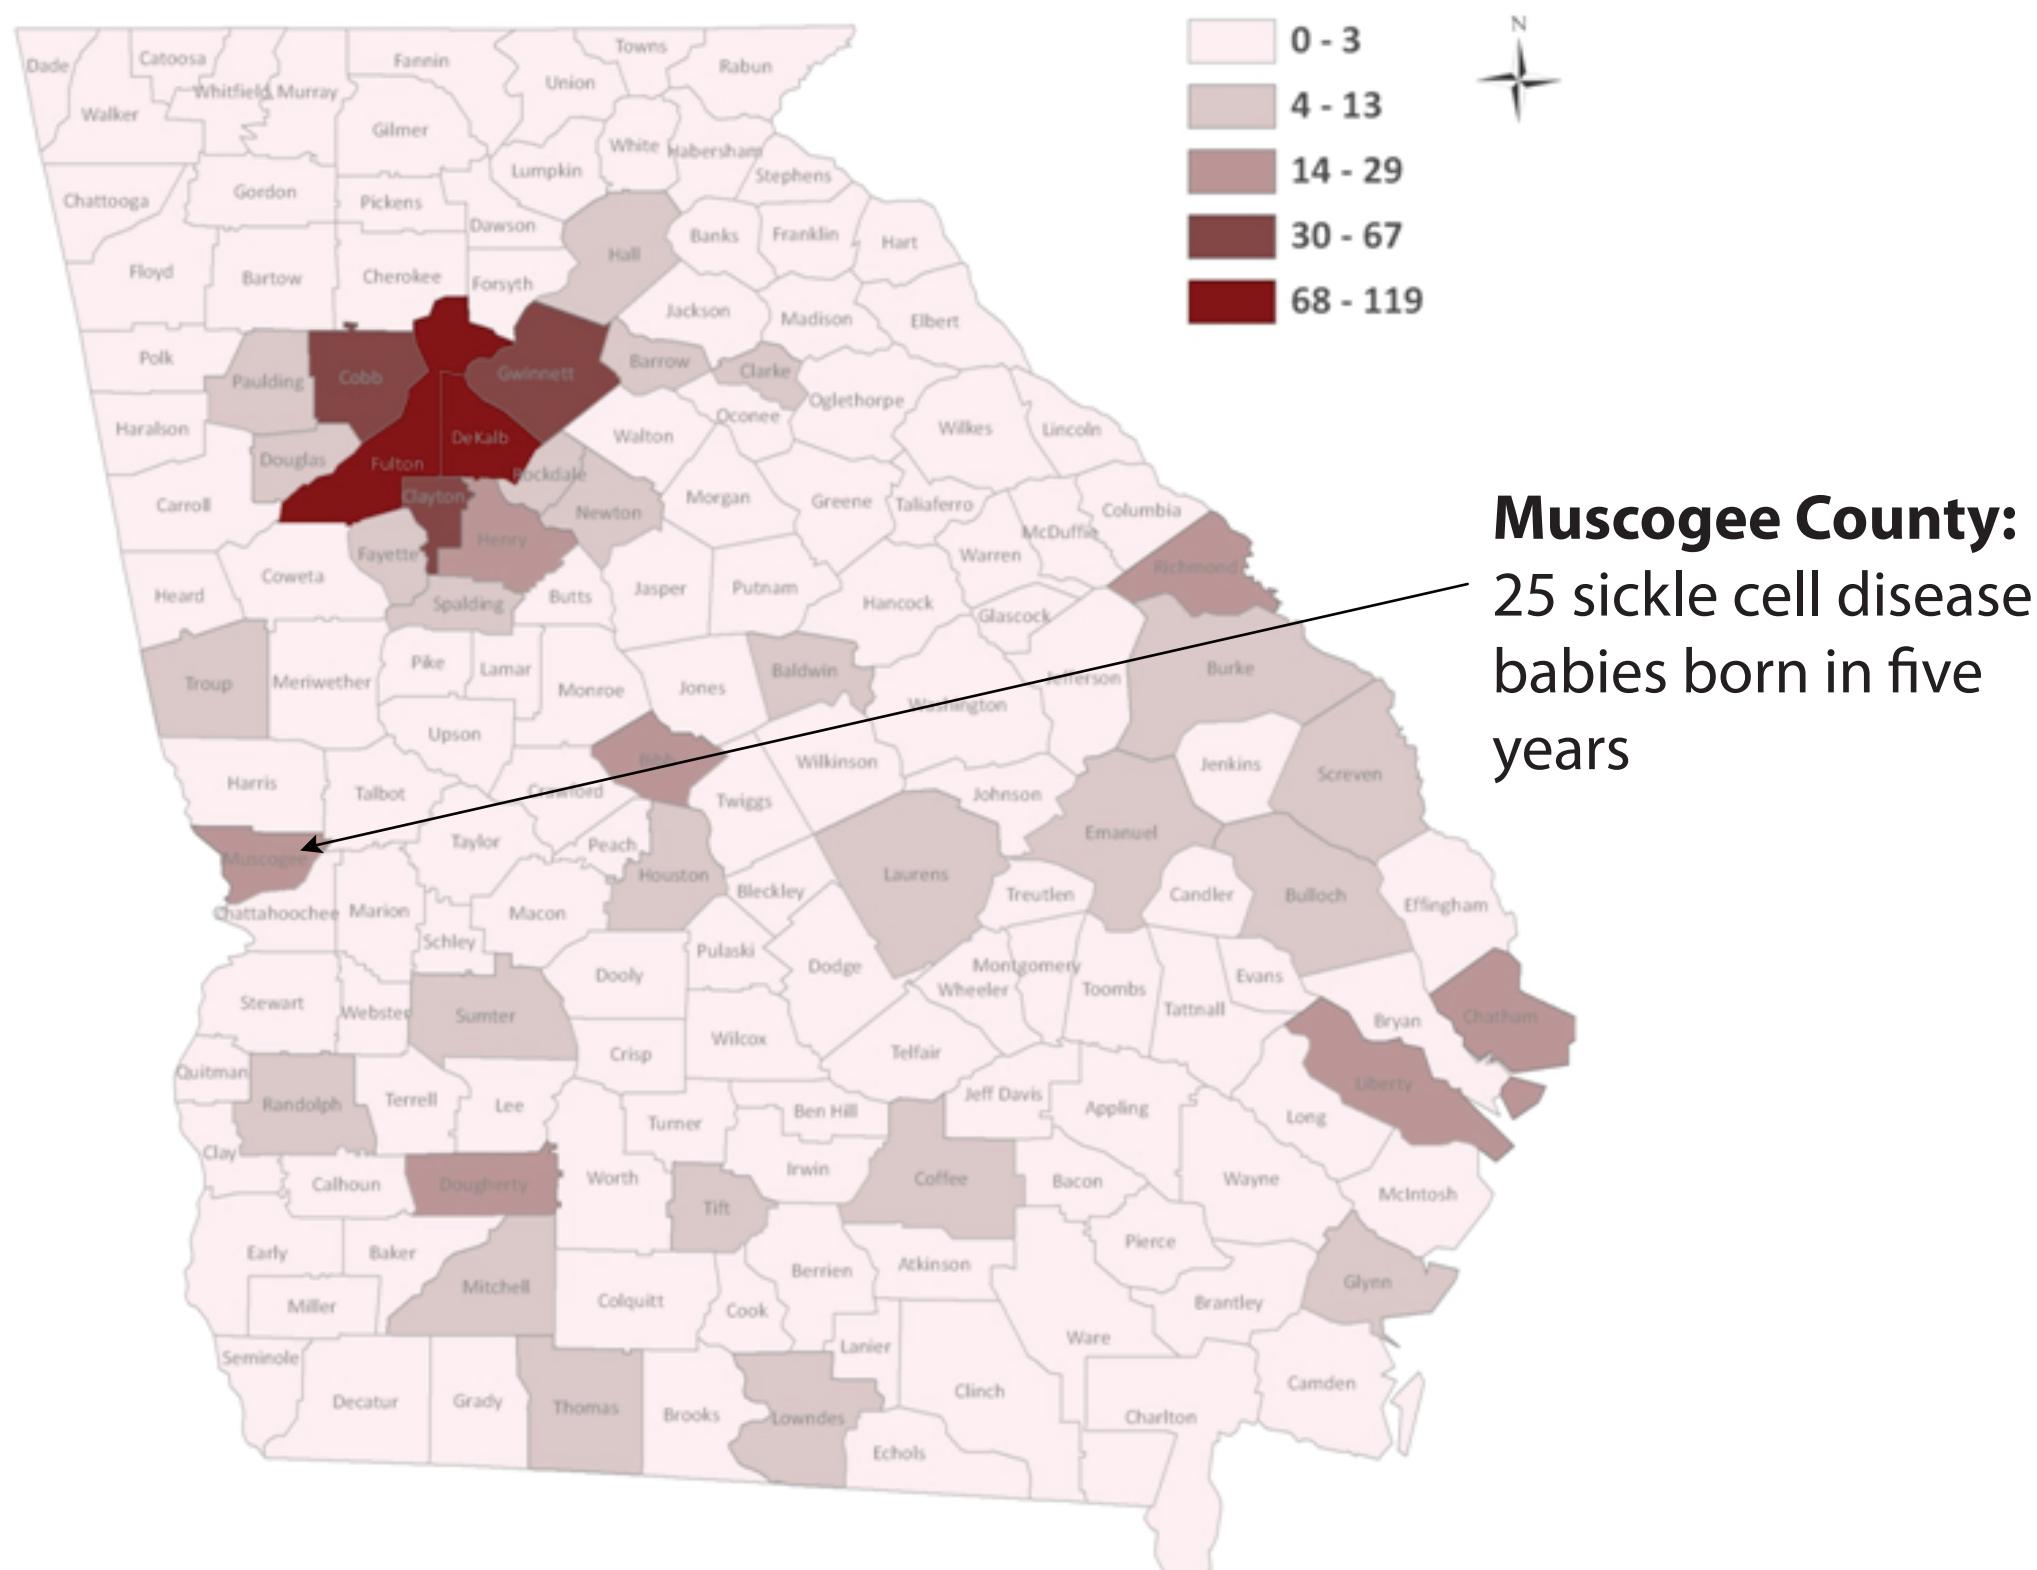 N
0 - 3
4 - 13
14 - 29
30 - 67
68 - 119
Muscogee County:
25 sickle cell disease
babies born in five
years
Dade
Catoosa
Whitfield
Murray
Fannin
Towns
Union
Rabun
Walker
Gilmer
White
Habersham
Lumpkin
Stephens
Chattooga
Gordon
Pickens
Dawson
Hall
Banks
Franklin
Hart
Floyd
Bartow
Cherokee
Forsyth
Jackson
Madison
Elbert
Polk
Paulding
Cobb
Gwinnett
Barrow
Clarke
Oglethorpe
Oconee
Haralson
DeKalb
Walton
Wilkes
Lincoln
Douglas
Fulton
Rockdale
Carroll
Clayton
Newton
Morgan
Greene
Taliaferro
Columbia
McDuffie
Warren
Fayette
Henry
Richmond
Coweta
Heard
Spalding
Butts
Jasper
Putnam
Hancock
Glascock
Troup
Meriwether
Pike
Lamar
Monroe
Jones
Baldwin
Washington
Jefferson
Burke
Upson
Bibb
Wilkinson
Jenkins
Screven
Harris
Talbot
Crawford
Twiggs
Johnson
Muscogee
Taylor
Peach
Emanuel
Houston
Laurens
Bleckley
Treutlen
Candler
Bulloch
Effingham
Chattahoochee
Marion
Macon
Schley
Pulaski
Dodge
Montgomery
Wheeler
Toombs
Tattnall
Evans
Dooly
Stewart
Webster
Sumter
Bryan
Chatham
Wilcox
Crisp
Telfair
Quitman
Randolph
Terrell
Lee
Turner
Ben Hill
Jeff Davis
Appling
Liberty
Long
Clay
Calhoun
Dougherty
Worth
Irwin
Tift
Coffee
Bacon
Wayne
McIntosh
Early
Baker
Mitchell
Pierce
Atkinson
Berrien
Glynn
Miller
Colquitt
Cook
Brantley
Ware
Lanier
Seminole
Decatur
Grady
Thomas
Brooks
Lowndes
Clinch
Charlton
Camden
Echols